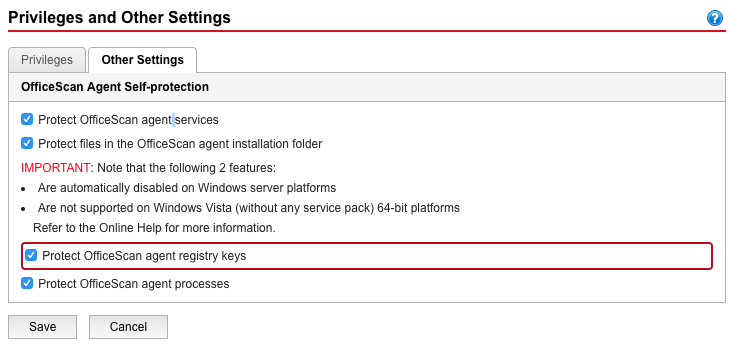 Privileges and Other Settings
?
Privileges
Other Settings
OfficeScan Agent Self-protection
Protect OfficeScan agent services
Protect files in the OfficeScan agent installation folder
IMPORTANT: Note that the following 2 features:
• Are automatically disabled on Windows server platforms
• Are not supported on Windows Vista (without any service pack) 64-bit platforms
Refer to the Online Help for more information.
Protect OfficeScan agent registry keys
Protect OfficeScan agent processes
Save
Cancel